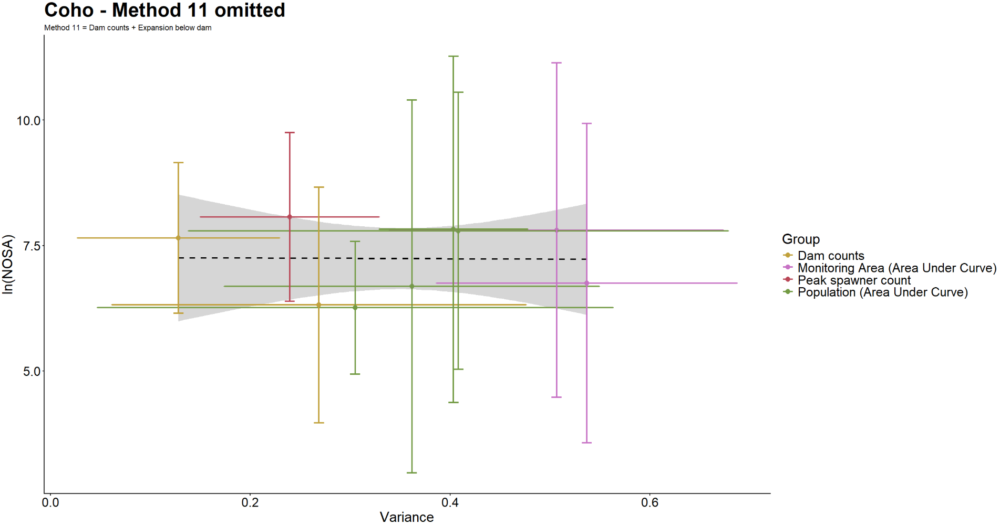 Coho - Method 11 omitted
Method 11 = Dam counts + Expansion below dam
10.0
7.5
5.0
ln(NOSA)
0.0 0.2 0.4 0.6
Variance
Group
Dam counts
Monitoring Area (Area Under Curve)
Peak spawner count
Population (Area Under Curve)